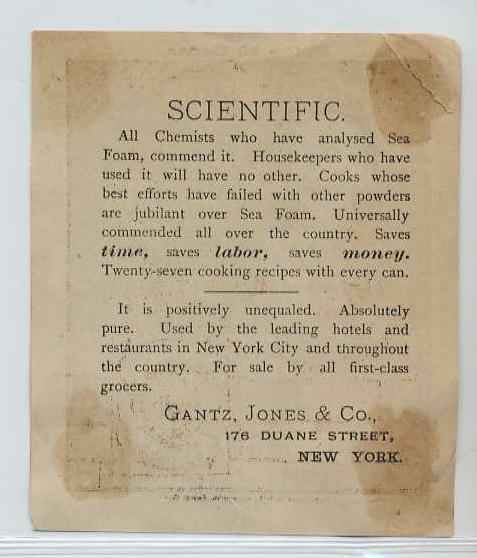 SCIENTIFIC.
All Chemists who have analysed Sea
Foam, commend it. Housekeepers who have
used it will have no other. Cooks whose
best efforts have failed with other powders
are jubilant over Sea Foam. Universally
commended all over the country. Saves
time, saves labor, saves money.
Twenty-seven cooking recipes with every can.
It is positively unequaled. Absolutely
pure. Used by the leading hotels and
restaurants in New York City and throughout
the country. For sale by all first-class
grocers.
GANTZ, JONES & CO.,
176 DUANE STREET,
NEW YORK.